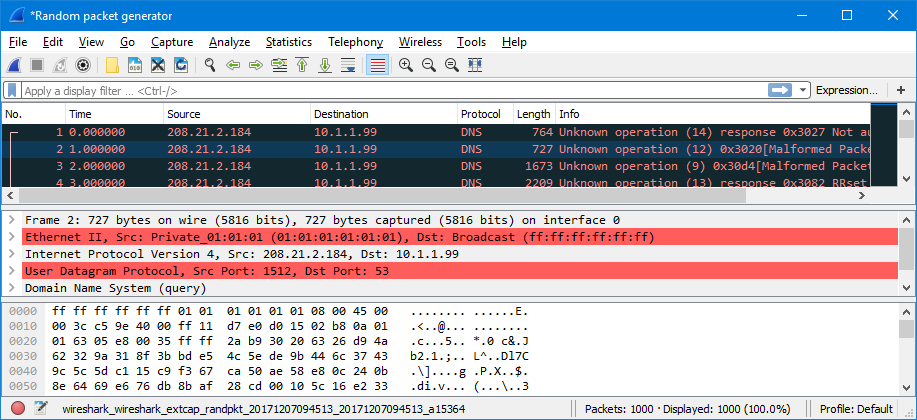 *Random packet generator
File Edit View Go Capture Analyze Statistics Telephony Wireless Tools Help
Apply a display filter ... <Ctrl-/> Expression... +
No. Time Source Destination Protocol Length Info
1 0.000000 208.21.2.184 10.1.1.99 DNS 764 Unknown operation (14) response 0x3027 Not au
2 1.000000 208.21.2.184 10.1.1.99 DNS 727 Unknown operation (12) 0x3020[Malformed Packe
3 2.000000 208.21.2.184 10.1.1.99 DNS 1673 Unknown operation (9) 0x30d4[Malformed Packet
4 3.000000 208.21.2.184 10.1.1.99 DNS 2209 Unknown operation (13) response 0x3082 RRset
Frame 2: 727 bytes on wire (5816 bits), 727 bytes captured (5816 bits) on interface 0
Ethernet II, Src: Private_01:01:01 (01:01:01:01:01:01), Dst: Broadcast (ff:ff:ff:ff:ff:ff)
Internet Protocol Version 4, Src: 208.21.2.184, Dst: 10.1.1.99
User Datagram Protocol, Src Port: 1512, Dst Port: 53
Domain Name System (query)
0000 ff ff ff ff ff ff 01 01 01 01 01 01 08 00 45 00 ........ ......E.
0010 00 3c c5 9e 40 00 ff 11 d7 e0 d0 15 02 b8 0a 01 .<..@... ........
0020 01 63 05 e8 00 35 ff ff 2a b9 30 20 63 26 d9 4a .c...5.. *.0 c&.J
0030 62 32 9a 31 8f 3b bd e5 4c 5e de 9b 44 6c 37 43 b2.1.;.. L^..Dl7C
0040 9c 5c 5d c1 15 c9 f3 67 ca 50 ae 58 e8 0c 24 0b .\]....g .P.X..$.
0050 8e 64 69 e6 76 db 8b af 28 cd 00 10 5c 16 e2 33 .di.v... (...\..3
wireshark_wireshark_extcap_randpkt_20171207094513_20171207094513_a15364 Packets: 1000 · Displayed: 1000 (100.0%) Profile: Default